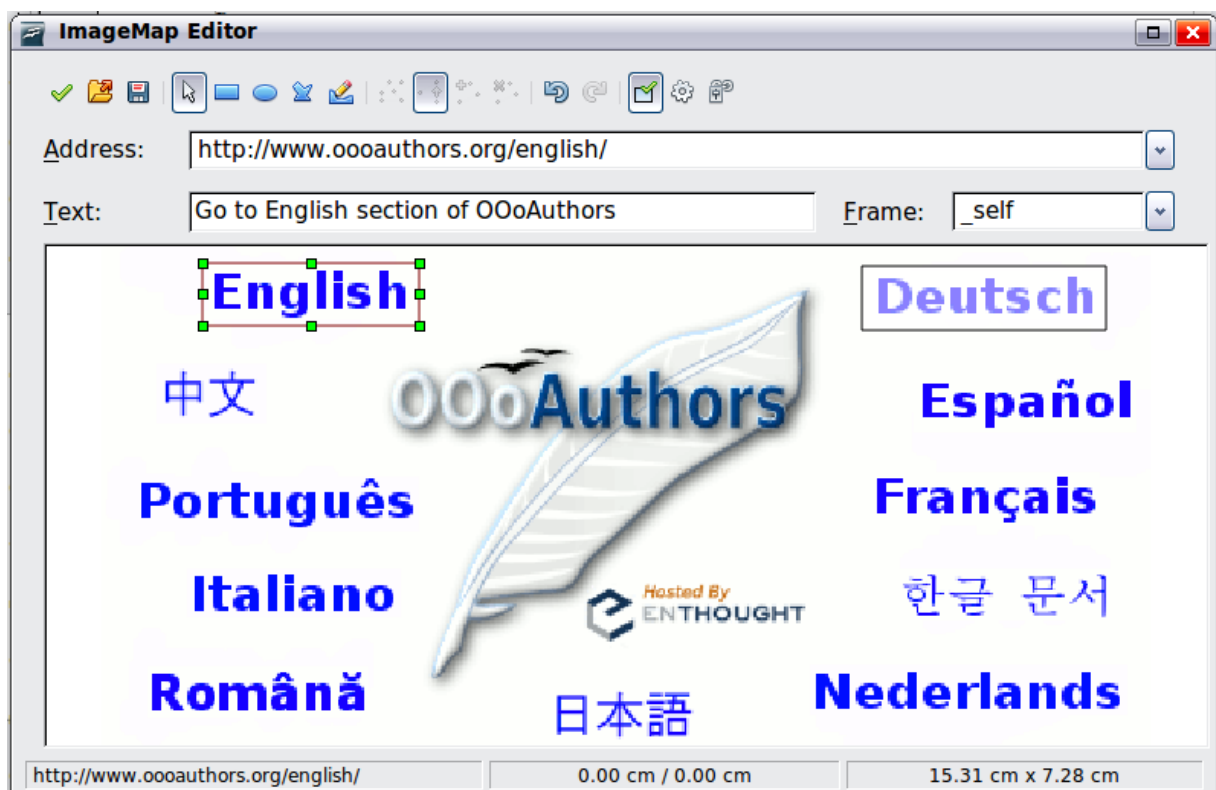 ImageMap Editor
Address: http://www.oooauthors.org/english/
Text: Go to English section of OOoAuthors Frame: _self
English Deutsch
中文 OOoAuthors Español
Português Français
Italiano Hosted By ENTHOUGHT 한글 문서
Română 日本語 Nederlands
http://www.oooauthors.org/english/ 0.00 cm / 0.00 cm 15.31 cm x 7.28 cm